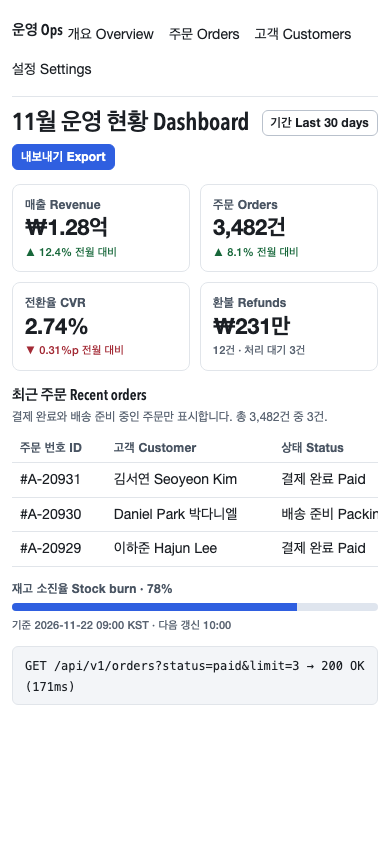 운영 Ops 개요 Overview 주문 Orders 고객 Customers
설정 Settings
11월 운영 현황 Dashboard 기간 Last 30 days
내보내기 Export
매출 Revenue
₩1.28억
▲ 12.4% 전월 대비
주문 Orders
3,482건
▲ 8.1% 전월 대비
전환율 CVR
2.74%
▼ 0.31%p 전월 대비
환불 Refunds
₩231만
12건 · 처리 대기 3건
최근 주문 Recent orders
결제 완료와 배송 준비 중인 주문만 표시합니다. 총 3,482건 중 3건.
주문 번호 ID 고객 Customer 상태 Status
#A-20931 김서연 Seoyeon Kim 결제 완료 Paid
#A-20930 Daniel Park 박다니엘 배송 준비 Packin
#A-20929 이하준 Hajun Lee 결제 완료 Paid
재고 소진율 Stock burn · 78%
기준 2026-11-22 09:00 KST · 다음 갱신 10:00
GET /api/v1/orders?status=paid&limit=3 → 200 OK
(171ms)